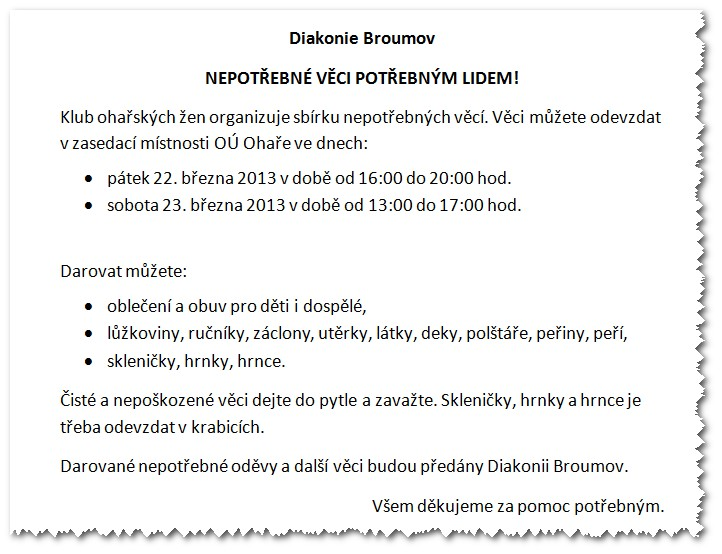 Diakonie Broumov
NEPOTŘEBNÉ VĚCI POTŘEBNÝM LIDEM!
Klub ohařských žen organizuje sbírku nepotřebných věcí. Věci můžete odevzdat
v zasedací místnosti OÚ Ohaře ve dnech:
• pátek 22. března 2013 v době od 16:00 do 20:00 hod.
• sobota 23. března 2013 v době od 13:00 do 17:00 hod.
Darovat můžete:
• oblečení a obuv pro děti i dospělé,
• lůžkoviny, ručníky, záclony, utěrky, látky, deky, polštáře, peřiny, peří,
• skleničky, hrnky, hrnce.
Čisté a nepoškozené věci dejte do pytle a zavažte. Skleničky, hrnky a hrnce je
třeba odevzdat v krabicích.
Darované nepotřebné oděvy a další věci budou předány Diakonii Broumov.
Všem děkujeme za pomoc potřebným.